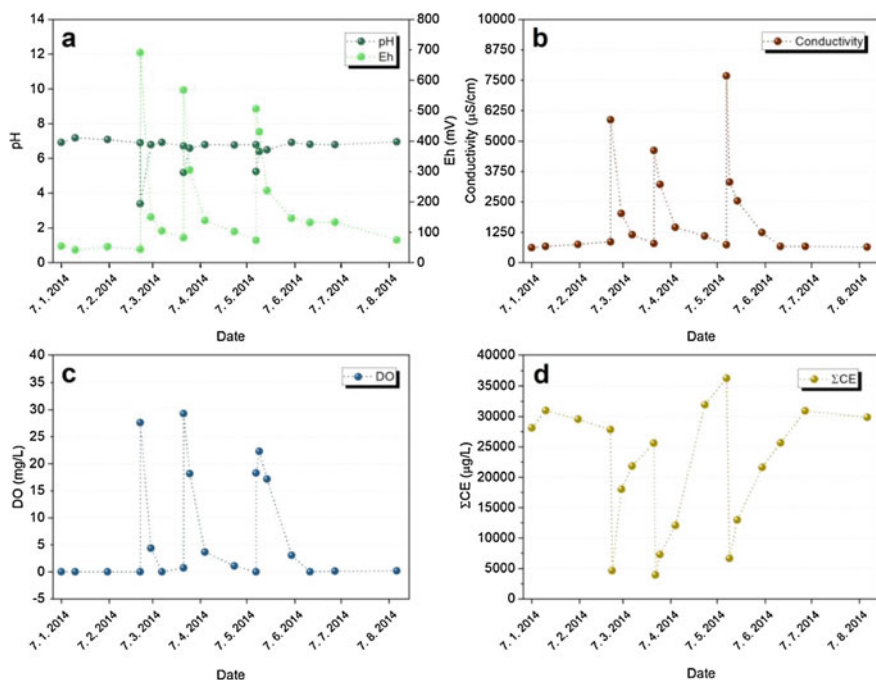 a
pH
Eh
14
12
10
8
6
4
2
0
pH
800
700
600
500
400
300
200
100
0
Eh (mV)
7. 1. 2014
7. 2. 2014
7. 3. 2014
7. 4. 2014
7. 5. 2014
7. 6. 2014
7. 7. 2014
7. 8. 2014
Date
b
Conductivity
10000
8750
7500
6250
5000
3750
2500
1250
0
Conductivity (μS/cm)
7. 1. 2014
7. 2. 2014
7. 3. 2014
7. 4. 2014
7. 5. 2014
7. 6. 2014
7. 7. 2014
7. 8. 2014
Date
c
DO
40
35
30
25
20
15
10
5
0
-5
DO (mg/L)
7. 1. 2014
7. 2. 2014
7. 3. 2014
7. 4. 2014
7. 5. 2014
7. 6. 2014
7. 7. 2014
7. 8. 2014
Date
d
ΣCE
40000
35000
30000
25000
20000
15000
10000
5000
0
ΣCE (μg/L)
7. 1. 2014
7. 2. 2014
7. 3. 2014
7. 4. 2014
7. 5. 2014
7. 6. 2014
7. 7. 2014
7. 8. 2014
Date